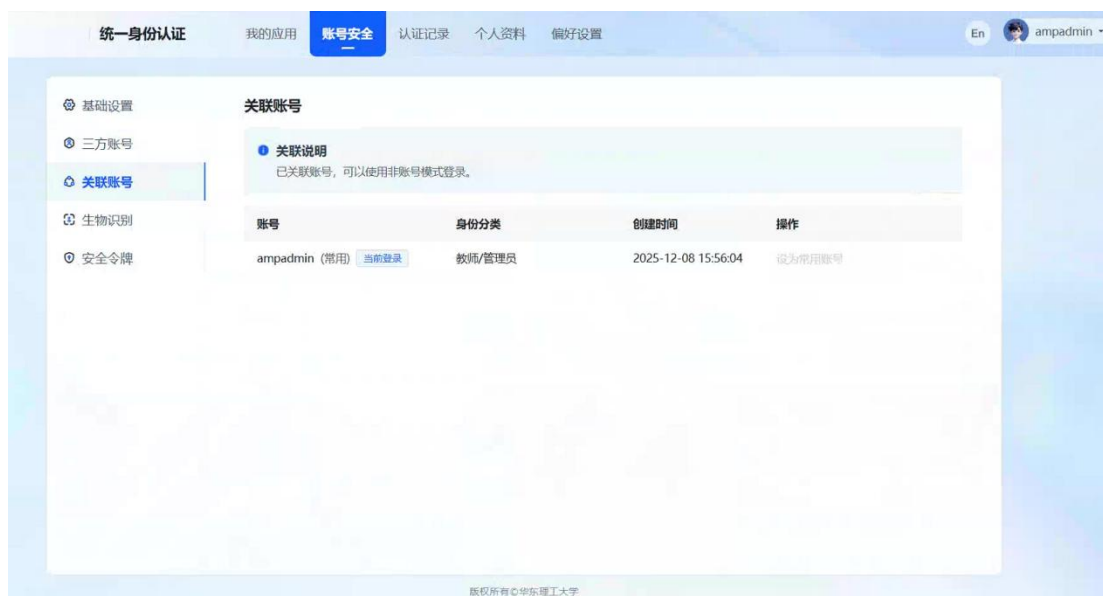 统一身份认证 我的应用 账号安全 认证记录 个人资料 偏好设置 En ampadmin
基础设置
三方账号
关联账号
生物识别
安全令牌
关联账号
关联说明
已关联账号，可以使用非账号模式登录。
账号 身份分类 创建时间 操作
ampadmin (常用) 当前登录 教师/管理员 2025-12-08 15:56:04 设为常用账号
版权所有©华东理工大学